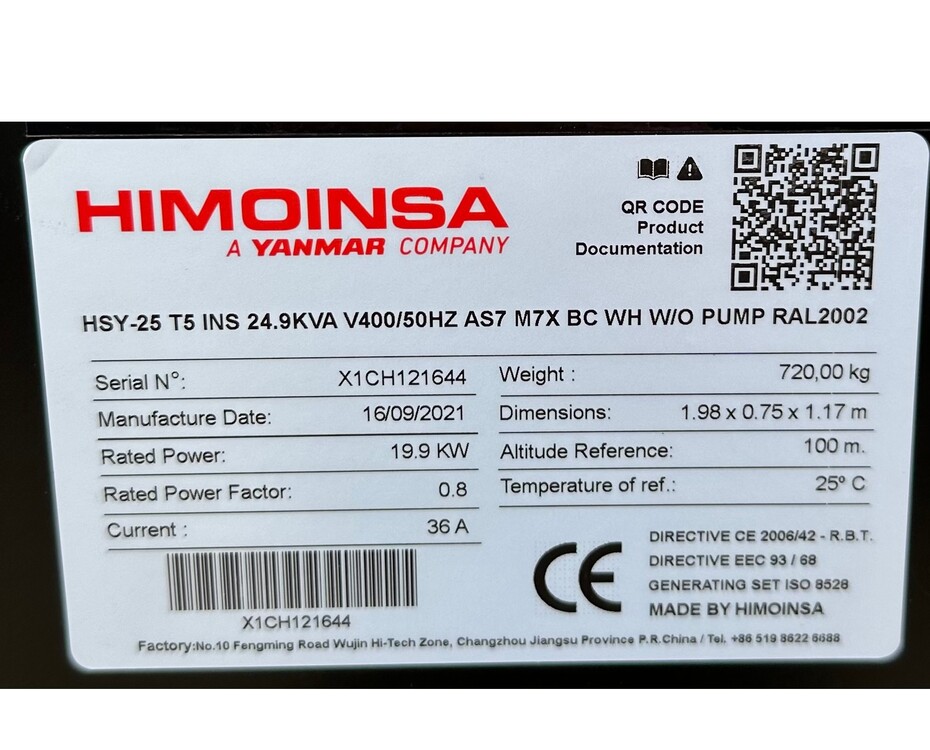 HIMOINSA
A YANMAR COMPANY
QR CODE
Product
Documentation
HSY-25 T5 INS 24.9KVA V400/50HZ AS7 M7X BC WH W/O PUMP RAL2002
Serial Nº: X1CH121644
Weight : 720,00 kg
Manufacture Date: 16/09/2021
Dimensions: 1.98 x 0.75 x 1.17 m
Rated Power: 19.9 KW
Altitude Reference: 100 m.
Rated Power Factor: 0.8
Temperature of ref.: 25º C
Current : 36 A
X1CH121644
CE
DIRECTIVE CE 2006/42 - R.B.T.
DIRECTIVE EEC 93 / 68
GENERATING SET ISO 8528
MADE BY HIMOINSA
Factory:No.10 Fengming Road Wujin Hi-Tech Zone, Changzhou Jiangsu Province P.R.China / Tel. +86 519 8622 6688